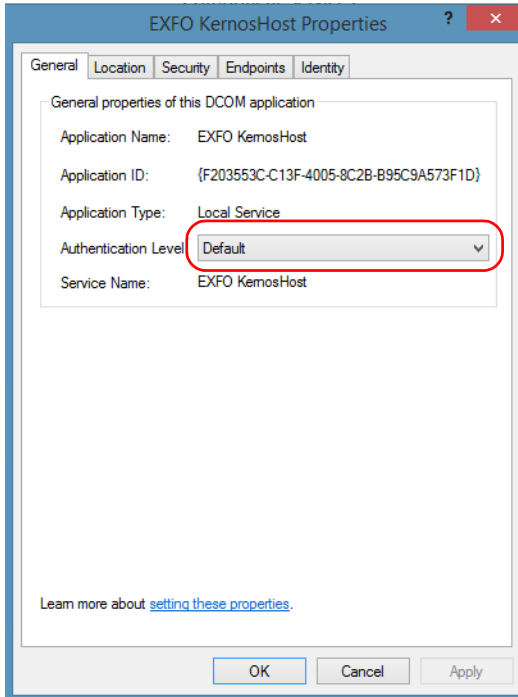 EXFO KernosHost Properties ? ×
General Location Security Endpoints Identity
General properties of this DCOM application
Application Name: EXFO KernosHost
Application ID: {F203553C-C13F-4005-8C2B-B95C9A573F1D}
Application Type: Local Service
Authentication Level Default
Service Name: EXFO KernosHost
Learn more about setting these properties.
OK Cancel Apply